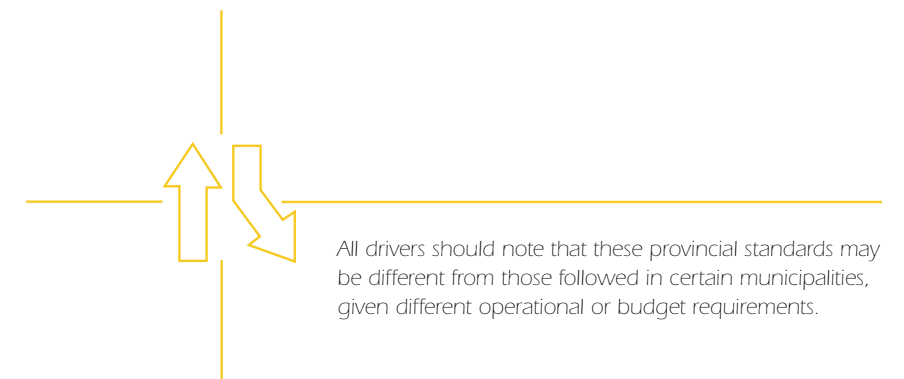 All drivers should note that these provincial standards may
be different from those followed in certain municipalities,
given different operational or budget requirements.